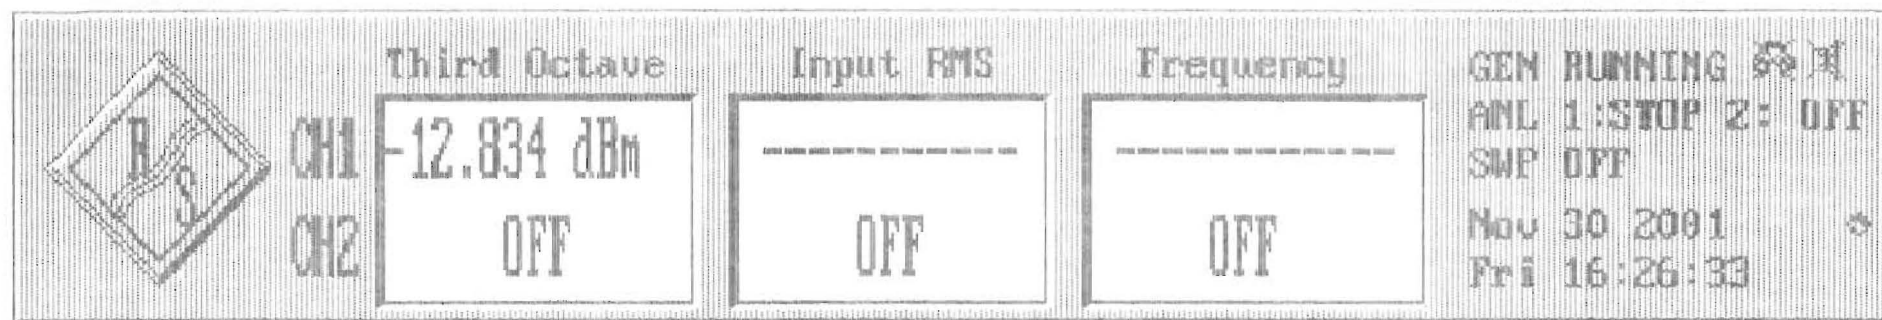 R
S
Third Octave Input RMS Frequency
CH1 -12.834 dBm ---------- ----------
CH2 OFF OFF OFF
GEN RUNNING
ANL 1:STOP 2: OFF
SWP OFF
Nov 30 2001
Fri 16:26:33